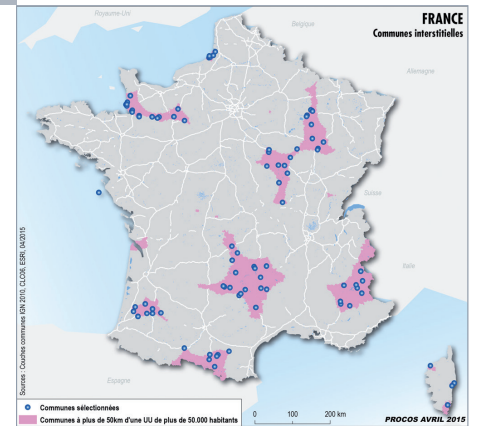 FRANCE
Communes interstitielles
Royaume-Uni
Belgique
Allemagne
Suisse
Italie
Espagne
Sources : Couches communes IGN 2010, CLC06, ESRI, 04/2015
Communes sélectionnées
Communes à plus de 50km d'une UU de plus de 50.000 habitants
0 100 200 km
PROCOS AVRIL 2015